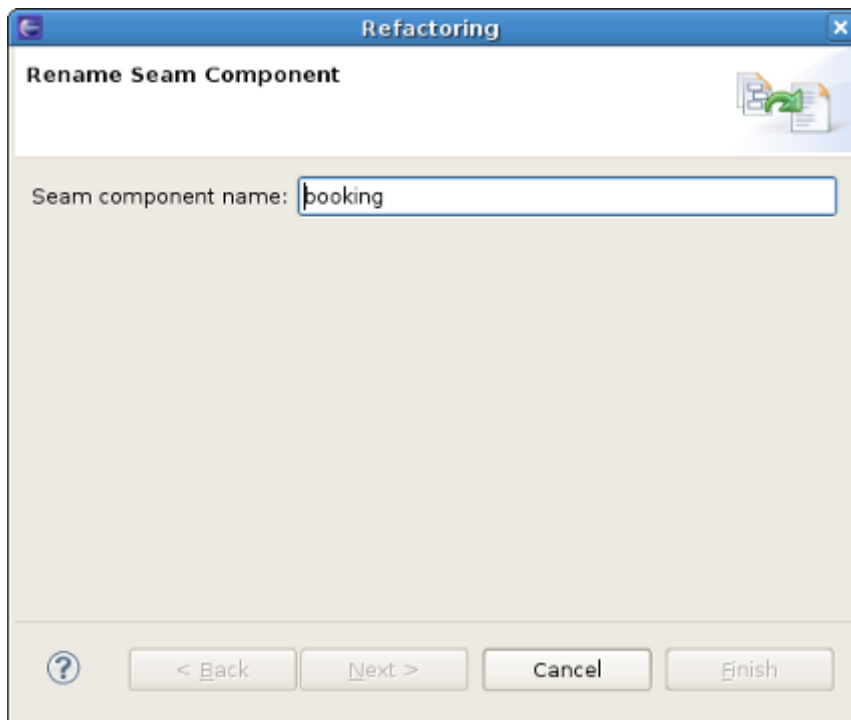 Refactoring
Rename Seam Component
Seam component name: booking
?
< Back Next > Cancel Finish